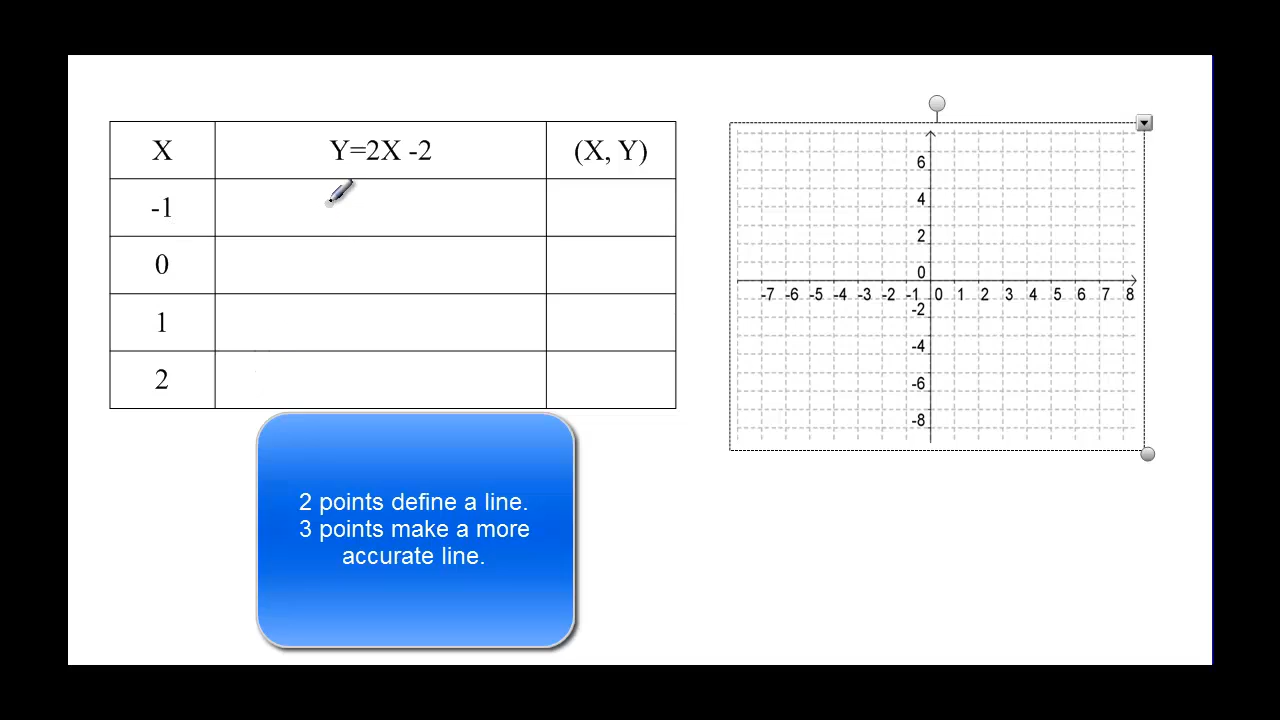 X Y=2X -2 (X, Y)
-1
0
1
2
6
4
2
0
-7 -6 -5 -4 -3 -2 -1 0 1 2 3 4 5 6 7 8
-2
-4
-6
-8
2 points define a line.
3 points make a more
accurate line.